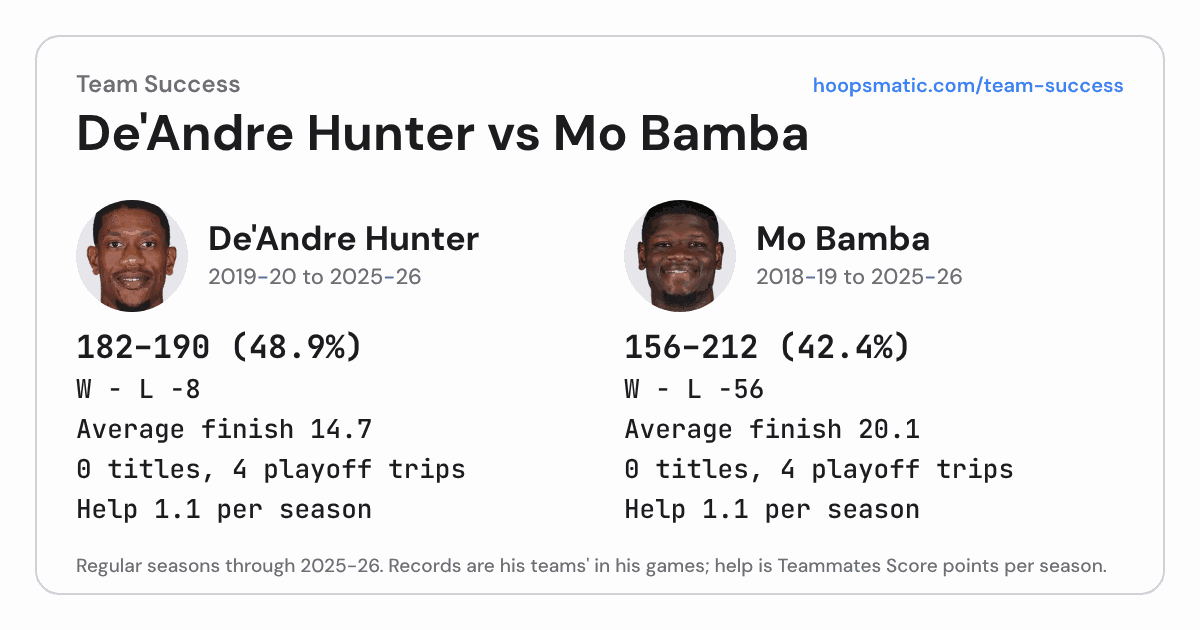 Team Success
hoopsmatic.com/team-success
De'Andre Hunter vs Mo Bamba
De'Andre Hunter
2019–20 to 2025–26
182–190 (48.9%)
W - L -8
Average finish 14.7
0 titles, 4 playoff trips
Help 1.1 per season
Mo Bamba
2018–19 to 2025–26
156–212 (42.4%)
W - L -56
Average finish 20.1
0 titles, 4 playoff trips
Help 1.1 per season
Regular seasons through 2025-26. Records are his teams' in his games; help is Teammates Score points per season.